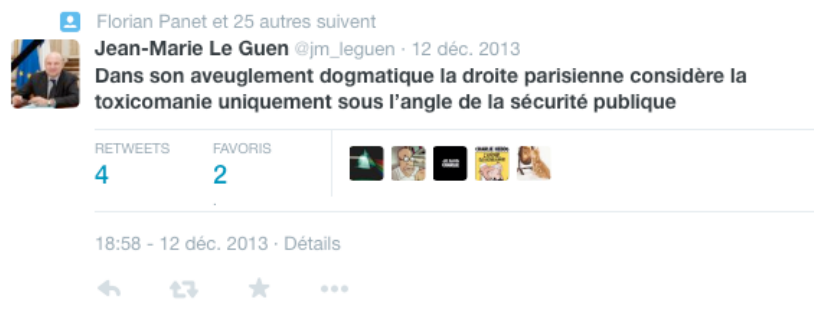 Florian Panet et 25 autres suivent
Jean-Marie Le Guen @jm_leguen · 12 déc. 2013
Dans son aveuglement dogmatique la droite parisienne considère la
toxicomanie uniquement sous l'angle de la sécurité publique
RETWEETS FAVORIS
4 2
18:58 - 12 déc. 2013 · Détails
CHARLIE HEBDO